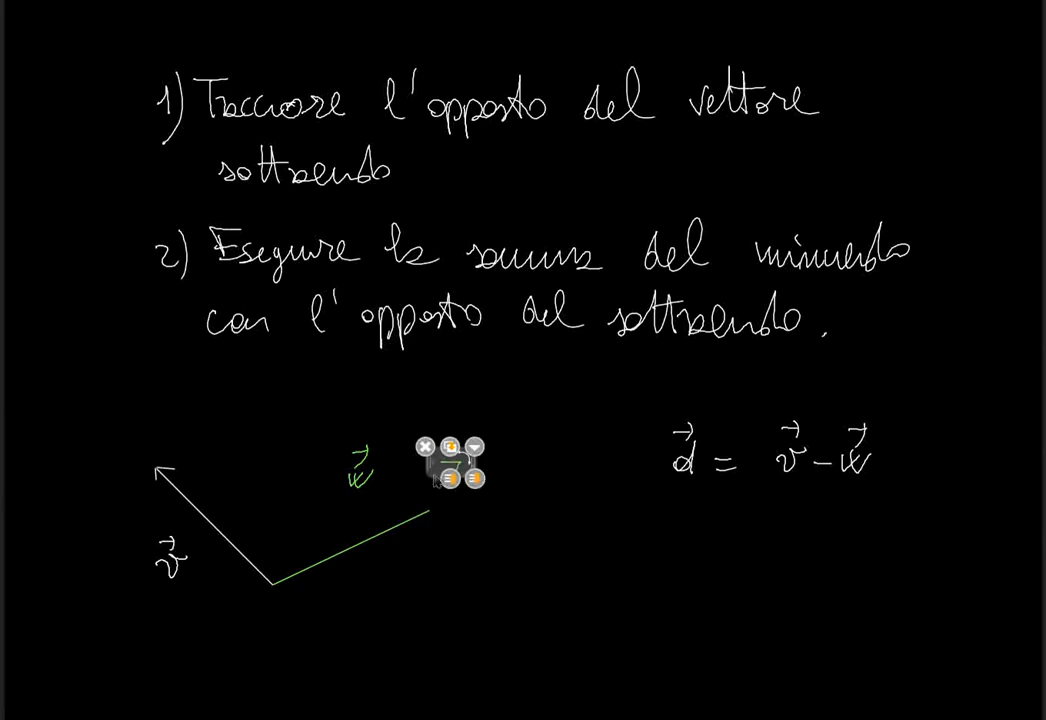 1) Tracciare l'opposto del vettore
sottraendo
2) Eseguire la somma del minuendo
con l'opposto del sottraendo.
w⃗
d⃗ = v⃗ - w⃗
v⃗